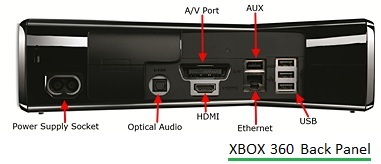 A/V Port
AUX
Power Supply Socket
Optical Audio
HDMI
Ethernet
USB
XBOX 360 Back Panel